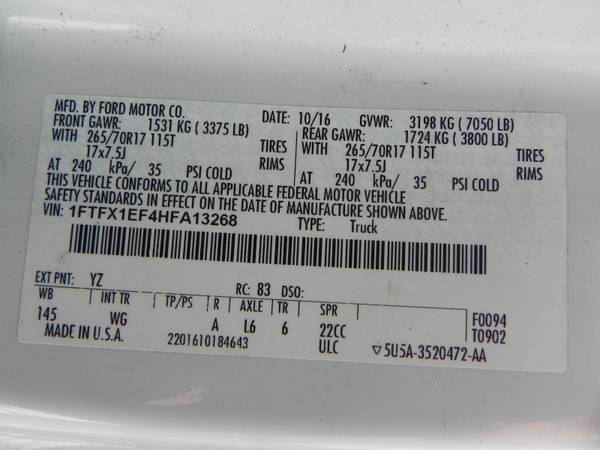 MFD. BY FORD MOTOR CO.
DATE: 10/16 GVWR: 3198 KG ( 7050 LB)
FRONT GAWR: 1531 KG ( 3375 LB)
REAR GAWR: 1724 KG ( 3800 LB)
WITH 265/70R17 115T TIRES WITH 265/70R17 115T TIRES
17x7.5J RIMS 17x7.5J RIMS
AT 240 kPa/ 35 PSI COLD AT 240 kPa/ 35 PSI COLD
THIS VEHICLE CONFORMS TO ALL APPLICABLE FEDERAL MOTOR VEHICLE
SAFETY STANDARDS IN EFFECT ON THE DATE OF MANUFACTURE SHOWN ABOVE.
VIN: 1FTFX1EF4HFA13268 TYPE: Truck
EXT PNT: YZ RC: 83 DSO:
WB INT TR TP/PS R AXLE TR SPR
145 WG A L6 6 22CC
F0094
T0902
MADE IN U.S.A. 2201610184643 ULC ▽5U5A-3520472-AA